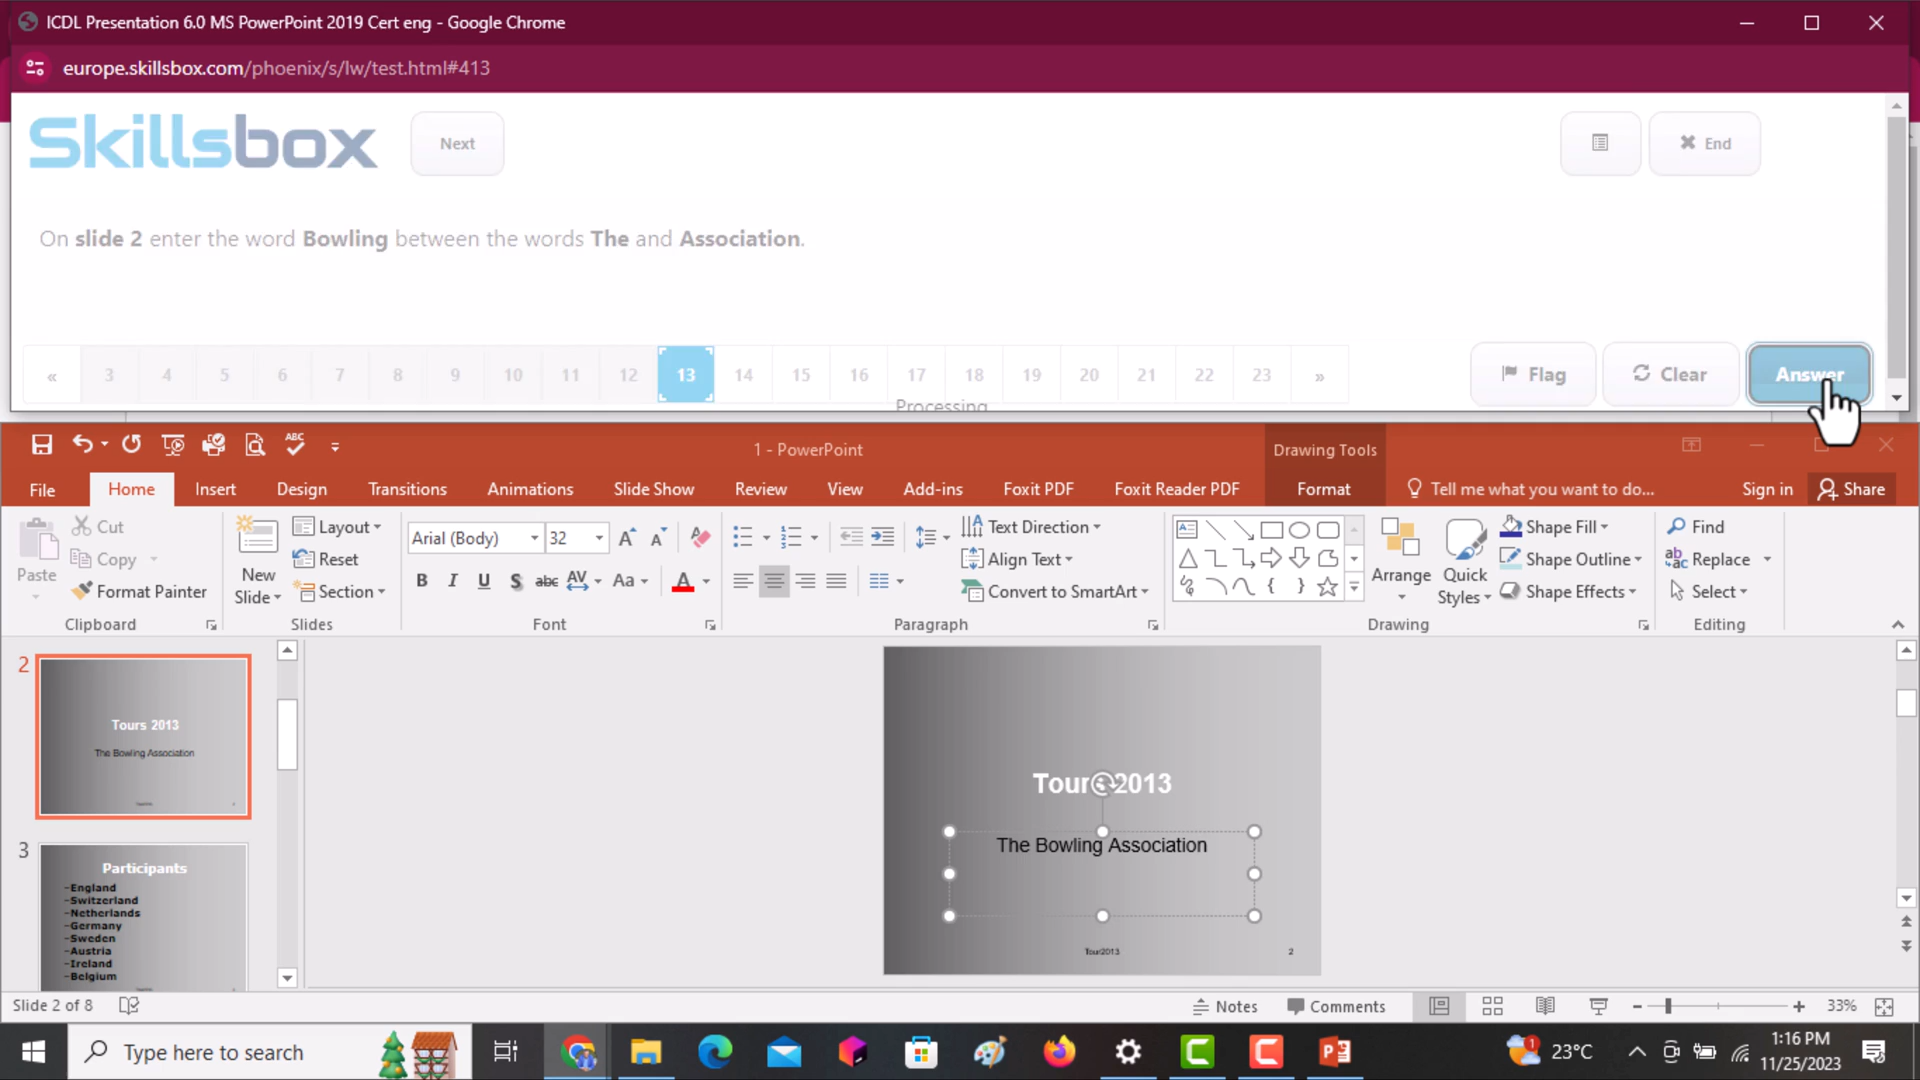 ICDL Presentation 6.0 MS PowerPoint 2019 Cert eng - Google Chrome
europe.skillsbox.com/phoenix/s/lw/test.html#413
Skillsbox
Next
End
On slide 2 enter the word Bowling between the words The and Association.
« 3 4 5 6 7 8 9 10 11 12 13 14 15 16 17 18 19 20 21 22 23 »
Flag
Clear
Answer
Processing
1 - PowerPoint
Drawing Tools
File Home Insert Design Transitions Animations Slide Show Review View Add-ins Foxit PDF Foxit Reader PDF Format Tell me what you want to do... Sign in Share
Paste
Cut
Copy
Format Painter
Clipboard
New
Slide
Layout
Reset
Section
Slides
Arial (Body) 32
B I U S abc AV Aa A
Font
Text Direction
Align Text
Convert to SmartArt
Paragraph
Arrange
Quick
Styles
Shape Fill
Shape Outline
Shape Effects
Drawing
Find
Replace
Select
Editing
2
Tours 2013
The Bowling Association
3
Participants
-England
-Switzerland
-Netherlands
-Germany
-Sweden
-Austria
-Ireland
-Belgium
Tours 2013
The Bowling Association
Tour2013
2
Slide 2 of 8
Notes
Comments
33%
Type here to search
23°C
1:16 PM
11/25/2023